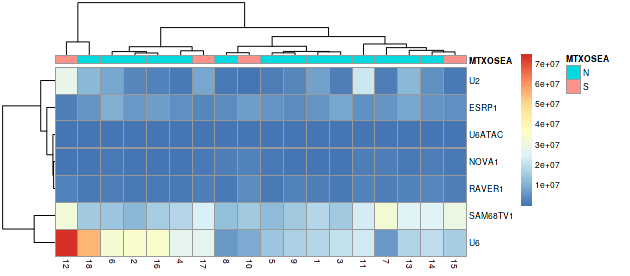 MTXOSEA
U2
ESRP1
U6ATAC
NOVA1
RAVER1
SAM68TV1
U6
12 18 6 2 16 4 17 8 10 5 9 1 3 11 7 13 14 15
7e+07
6e+07
5e+07
4e+07
3e+07
2e+07
1e+07
MTXOSEA
N
S